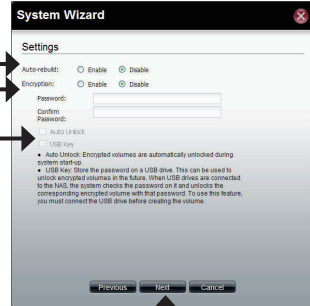 System Wizard
Settings
Auto-rebuild: Enable Disable
Encryption: Enable Disable
Password:
Confirm
Password:
Auto Unlock
USB Key
• Auto Unlock: Encrypted volumes are automatically unlocked during
system start-up.
• USB Key: Store the password on a USB drive. This can be used to
unlock encrypted volumes in the future. When USB drives are connected
to the NAS, the system checks the password on it and unlocks the
corresponding encrypted volume with that password. To use this feature,
you must connect the USB drive before creating the volume.
Previous Next Cancel